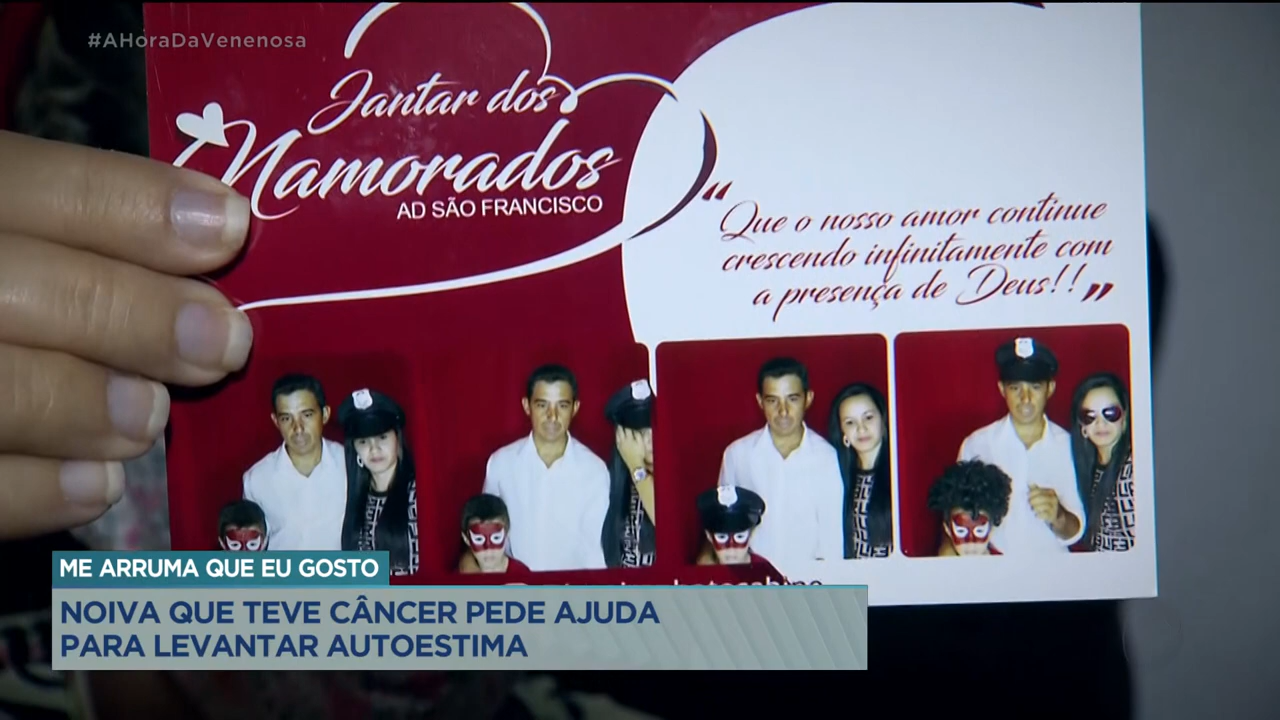 #AHoraDaVenenosa
Jantar dos
Namorados
AD SÃO FRANCISCO
“Que o nosso amor continue
crescendo infinitamente com
a presença de Deus!!”
ME ARRUMA QUE EU GOSTO
NOIVA QUE TEVE CÂNCER PEDE AJUDA
PARA LEVANTAR AUTOESTIMA